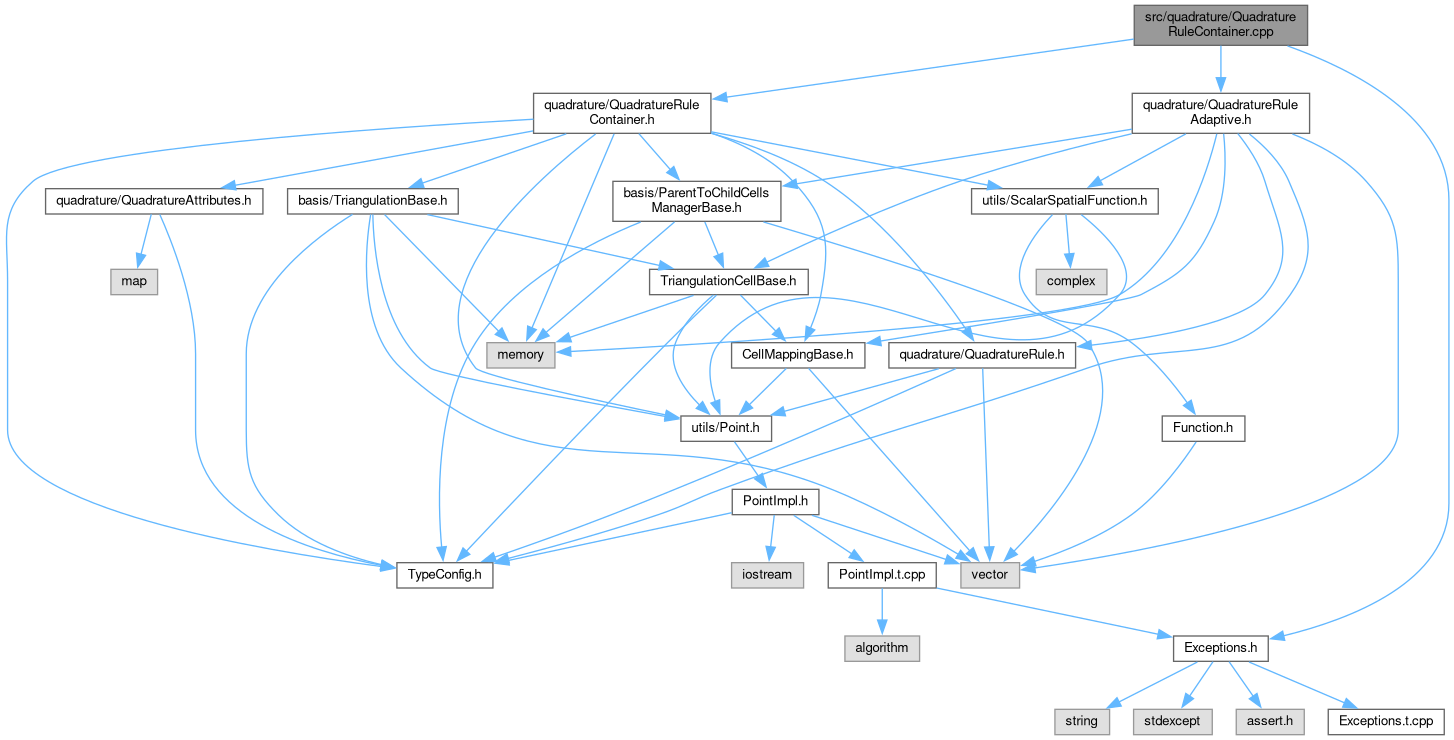 src/quadrature/Quadrature
RuleContainer.cpp
quadrature/QuadratureRule
Container.h
quadrature/QuadratureRule
Adaptive.h
quadrature/QuadratureAttributes.h
basis/TriangulationBase.h
basis/ParentToChildCells
ManagerBase.h
utils/ScalarSpatialFunction.h
map
TriangulationCellBase.h
complex
memory
CellMappingBase.h
quadrature/QuadratureRule.h
utils/Point.h
Function.h
PointImpl.h
TypeConfig.h
iostream
PointImpl.t.cpp
vector
algorithm
Exceptions.h
string
stdexcept
assert.h
Exceptions.t.cpp